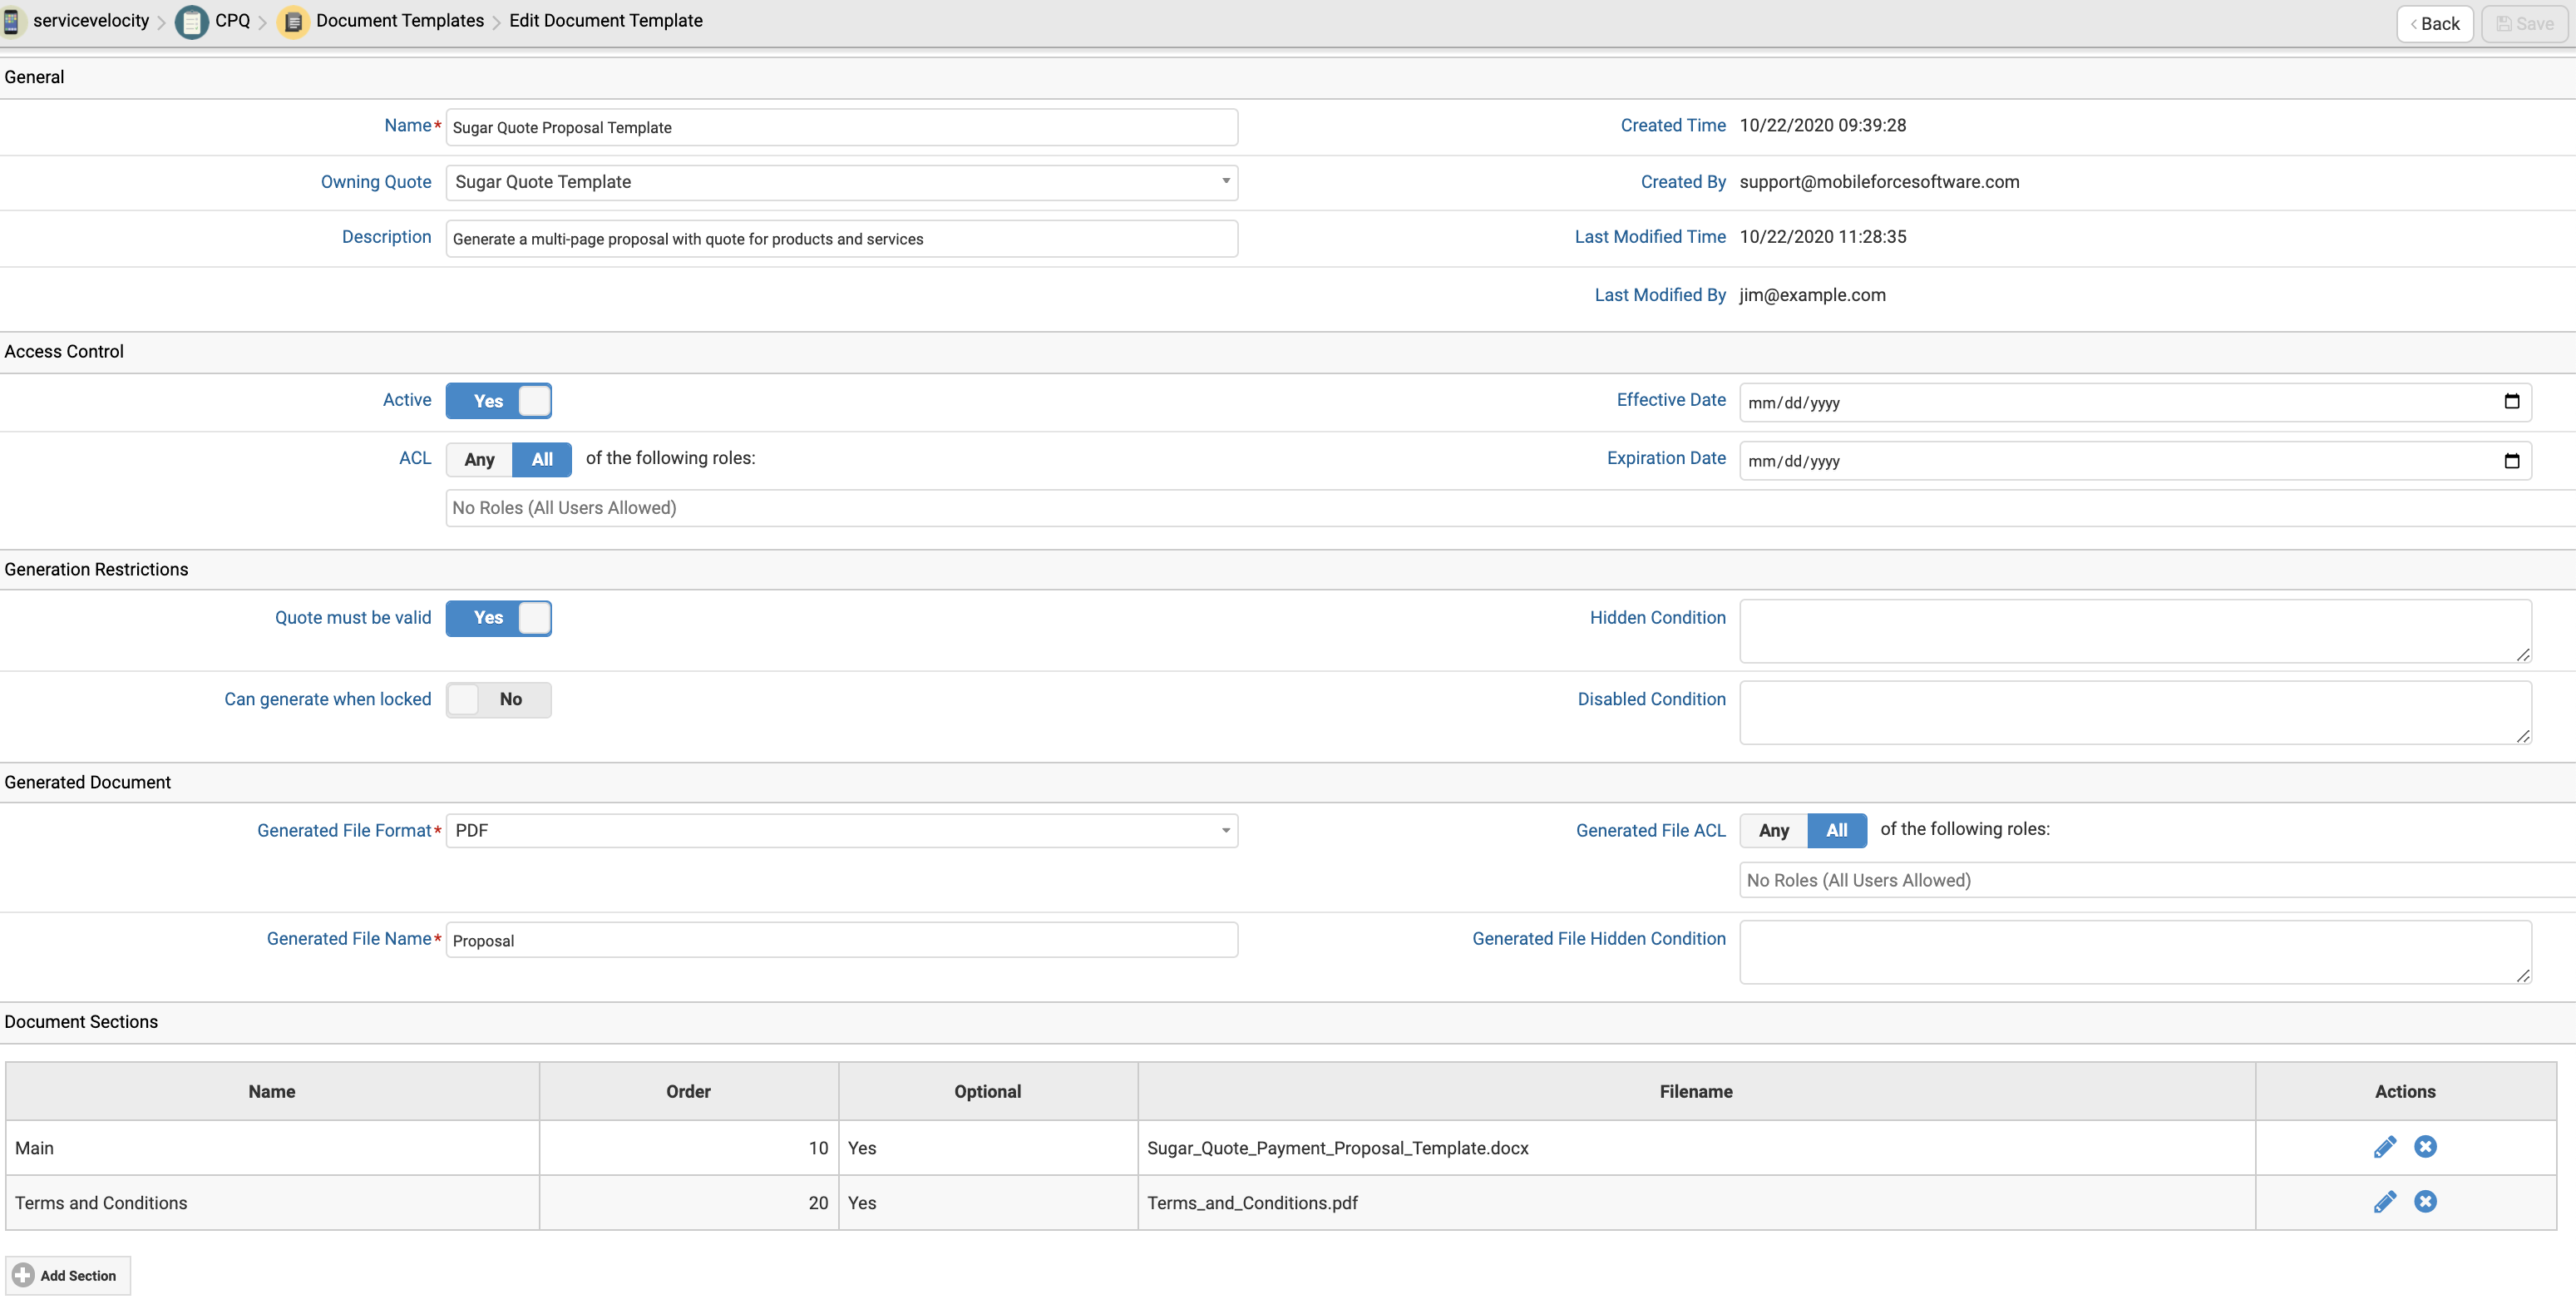 servicevelocity CPQ Document Templates Edit Document Template Back Save
General
Name* Sugar Quote Proposal Template Created Time 10/22/2020 09:39:28
Owning Quote Sugar Quote Template Created By support@mobileforcesoftware.com
Description Generate a multi-page proposal with quote for products and services Last Modified Time 10/22/2020 11:28:35
Last Modified By jim@example.com
Access Control
Active Yes Effective Date mm/dd/yyyy
ACL Any All of the following roles: Expiration Date mm/dd/yyyy
No Roles (All Users Allowed)
Generation Restrictions
Quote must be valid Yes Hidden Condition
Can generate when locked No Disabled Condition
Generated Document
Generated File Format* PDF Generated File ACL Any All of the following roles:
No Roles (All Users Allowed)
Generated File Name* Proposal Generated File Hidden Condition
Document Sections
Name Order Optional Filename Actions
Main 10 Yes Sugar_Quote_Payment_Proposal_Template.docx
Terms and Conditions 20 Yes Terms_and_Conditions.pdf
Add Section